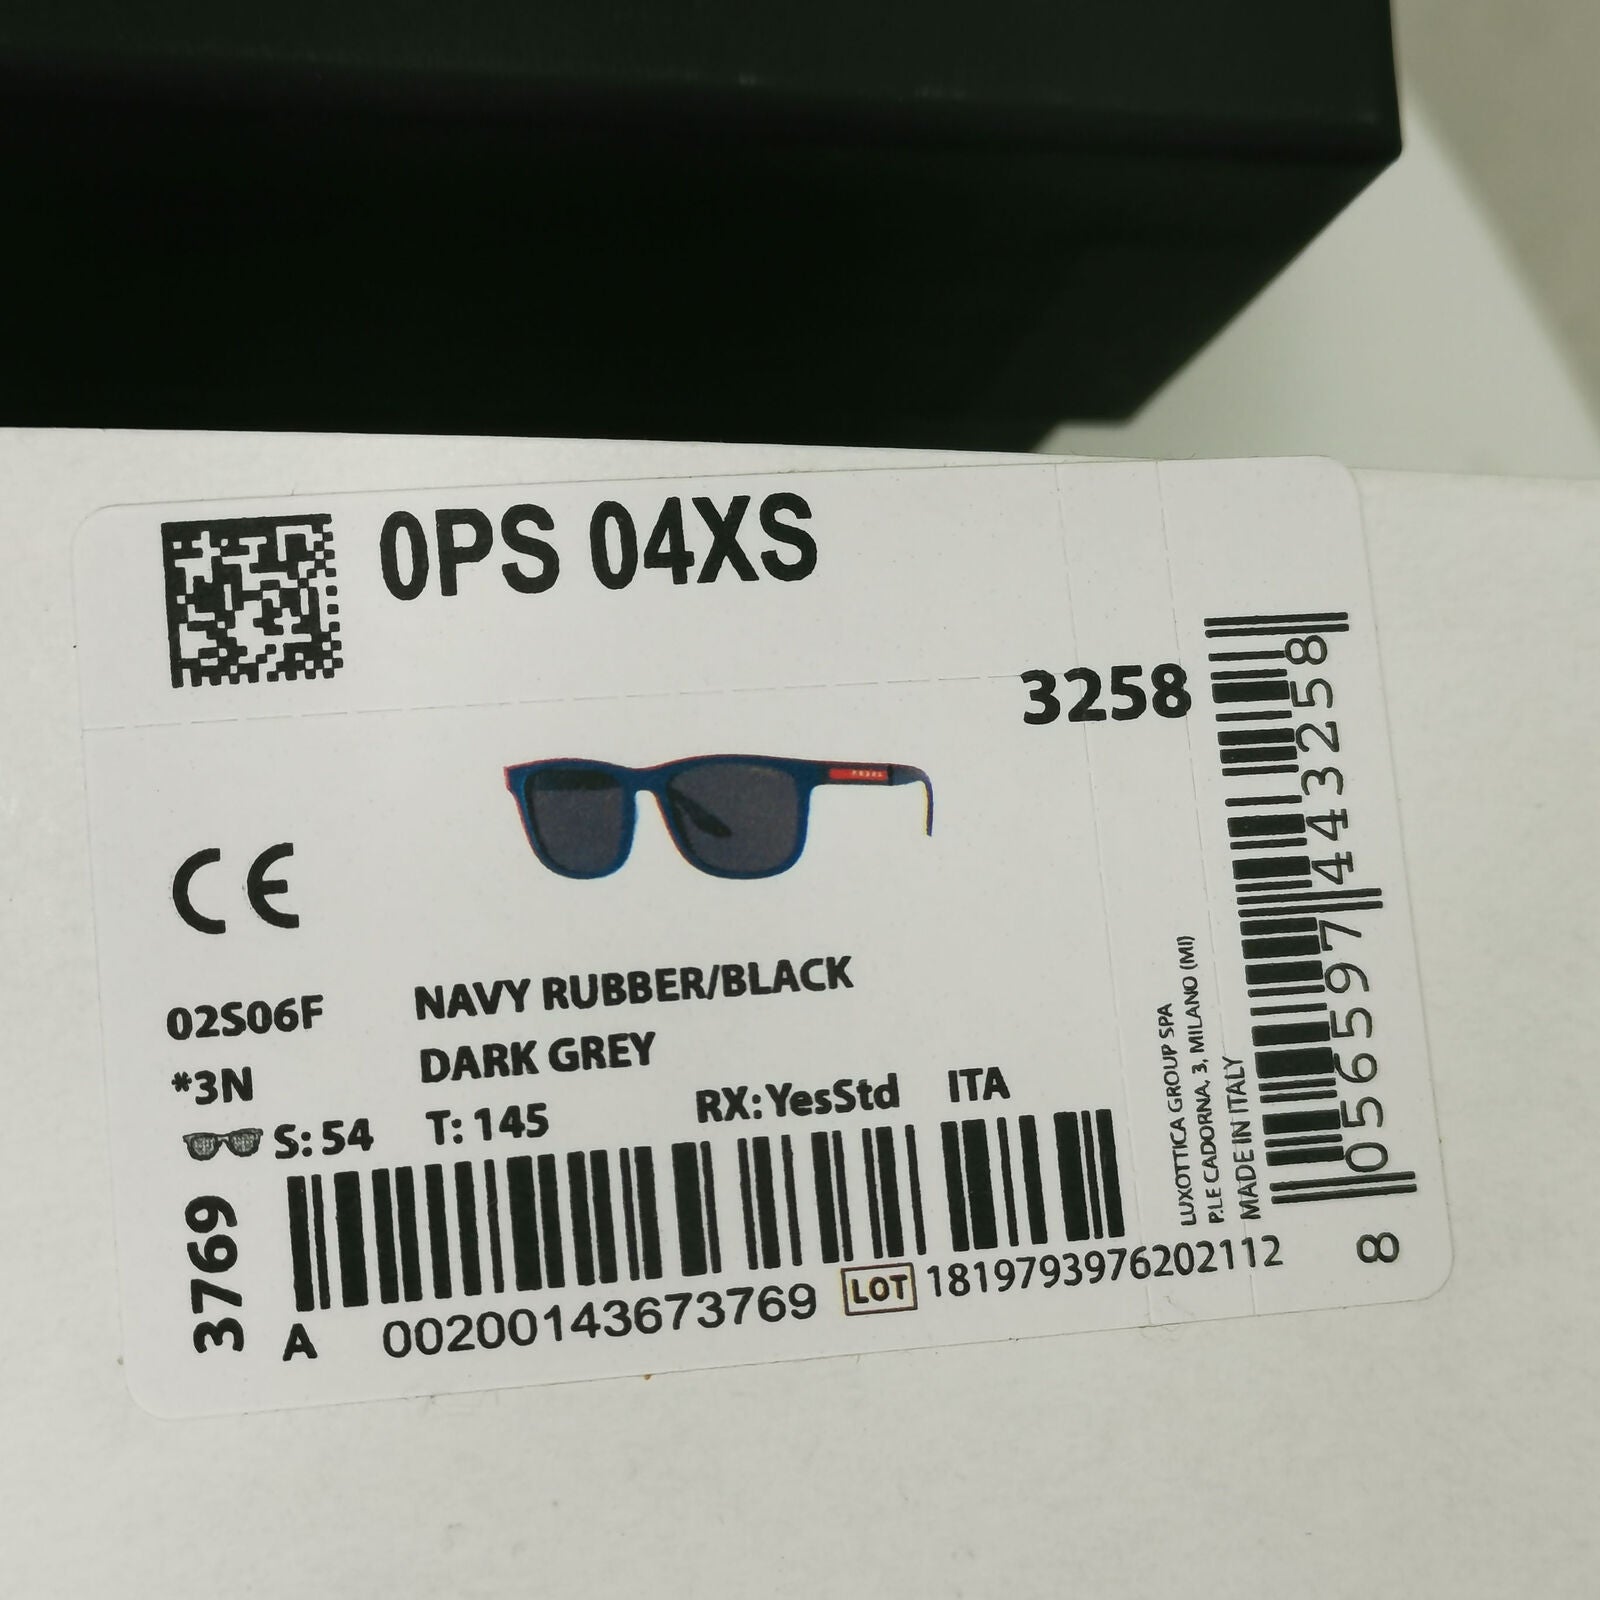 0PS 04XS
3258
PRADA
CE
02S06F NAVY RUBBER/BLACK
*3N DARK GREY
S: 54 T: 145 RX: YesStd ITA
3769
A 00200143673769 LOT 1819793976202112
LUXOTTICA GROUP SPA
P.LE CADORNA, 3, MILANO (MI)
MADE IN ITALY
8 056597 443258